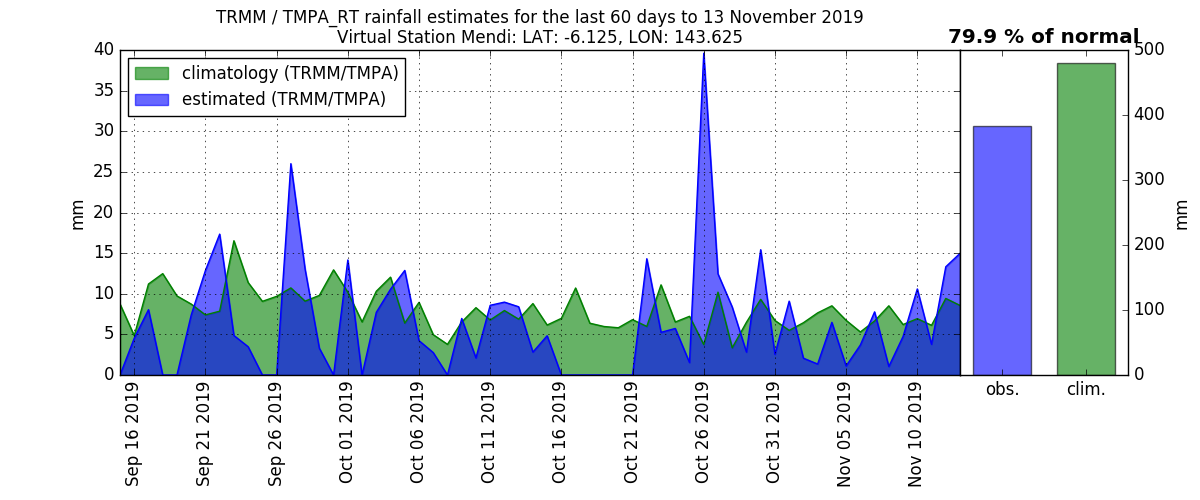 TRMM / TMPA_RT rainfall estimates for the last 60 days to 13 November 2019
Virtual Station Mendi: LAT: -6.125, LON: 143.625
79.9 % of normal
climatology (TRMM/TMPA)
estimated (TRMM/TMPA)
mm
40
35
30
25
20
15
10
5
0
Sep 16 2019
Sep 21 2019
Sep 26 2019
Oct 01 2019
Oct 06 2019
Oct 11 2019
Oct 16 2019
Oct 21 2019
Oct 26 2019
Oct 31 2019
Nov 05 2019
Nov 10 2019
500
400
300
200
100
0
mm
obs.
clim.